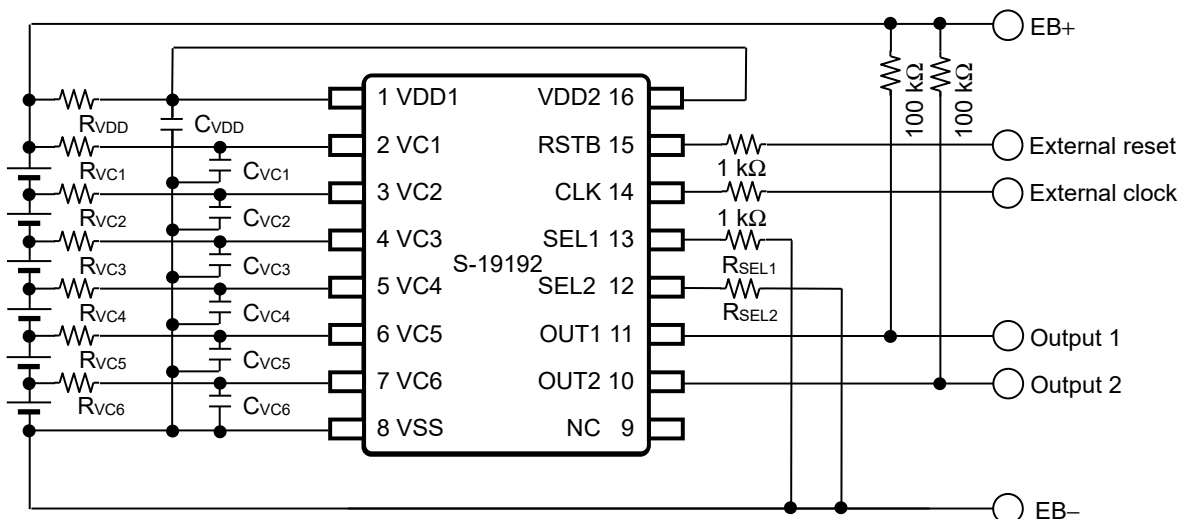 EB+
1 VDD1
VDD2 16
100 kΩ
100 kΩ
RVDD
CVDD
2 VC1
RSTB 15
External reset
RVC1
CVC1
1 kΩ
3 VC2
CLK 14
External clock
RVC2
CVC2
1 kΩ
4 VC3
SEL1 13
RVC3
CVC3
S-19192
RSEL1
5 VC4
SEL2 12
RVC4
CVC4
RSEL2
6 VC5
OUT1 11
Output 1
RVC5
CVC5
7 VC6
OUT2 10
Output 2
RVC6
CVC6
8 VSS
NC 9
EB−